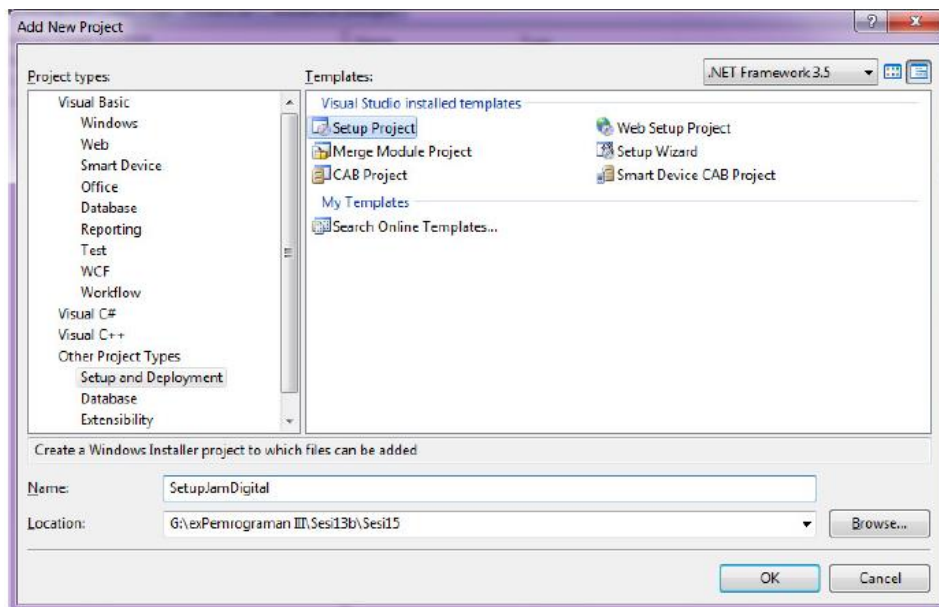 Add New Project
Project types:
Templates:
.NET Framework 3.5
Visual Basic
Windows
Web
Smart Device
Office
Database
Reporting
Test
WCF
Workflow
Visual C#
Visual C++
Other Project Types
Setup and Deployment
Database
Extensibility
Visual Studio installed templates
Setup Project
Web Setup Project
Merge Module Project
Setup Wizard
CAB Project
Smart Device CAB Project
My Templates
Search Online Templates...
Create a Windows Installer project to which files can be added
Name:
SetupJamDigital
Location:
G:\exPemrograman III\Sesi13b\Sesi15
Browse...
OK
Cancel